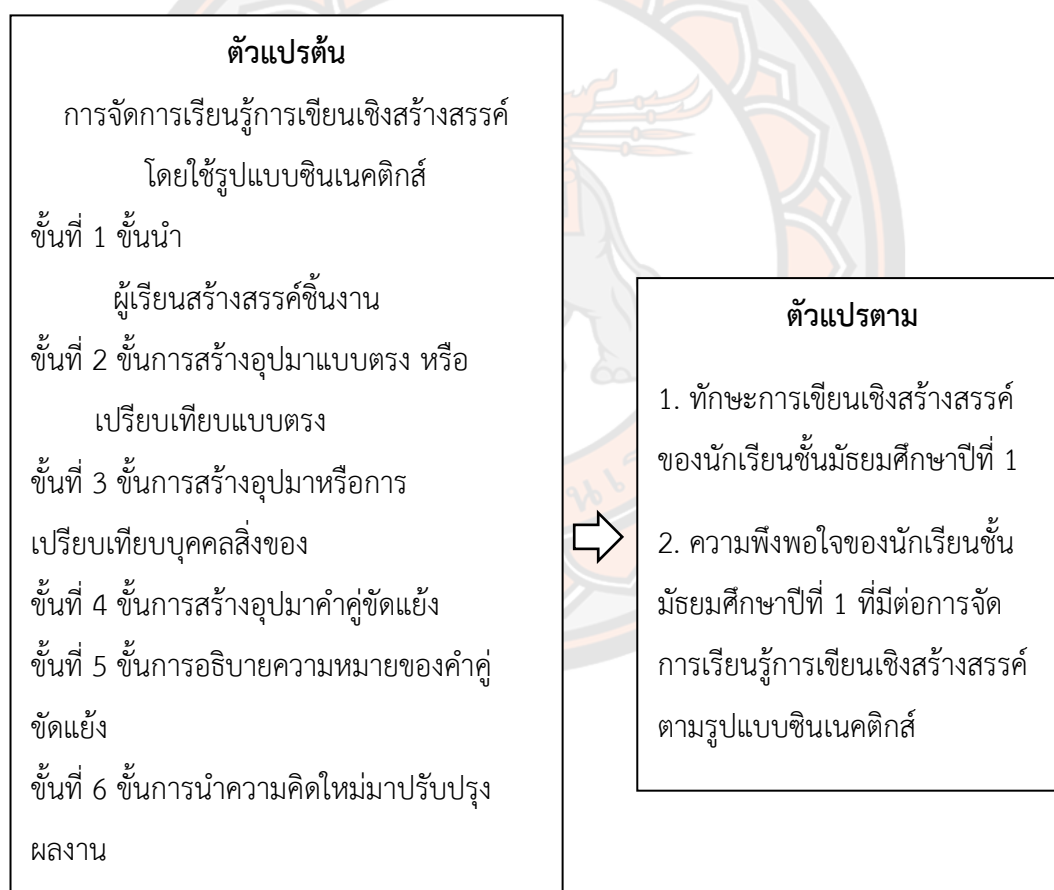 ตัวแปรต้น
การจัดการเรียนรู้การเขียนเชิงสร้างสรรค์
โดยใช้รูปแบบซินเนคติกส์
ขั้นที่ 1 ขั้นนำ
ผู้เรียนสร้างสรรค์ชิ้นงาน
ขั้นที่ 2 ขั้นการสร้างอุปมาแบบตรง หรือ
เปรียบเทียบแบบตรง
ขั้นที่ 3 ขั้นการสร้างอุปมาหรือการ
เปรียบเทียบบุคคลสิ่งของ
ขั้นที่ 4 ขั้นการสร้างอุปมาคำคู่ขัดแย้ง
ขั้นที่ 5 ขั้นการอธิบายความหมายของคำคู่
ขัดแย้ง
ขั้นที่ 6 ขั้นการนำความคิดใหม่มาปรับปรุง
ผลงาน
ตัวแปรตาม
1. ทักษะการเขียนเชิงสร้างสรรค์
ของนักเรียนชั้นมัธยมศึกษาปีที่ 1
2. ความพึงพอใจของนักเรียนชั้น
มัธยมศึกษาปีที่ 1 ที่มีต่อการจัด
การเรียนรู้การเขียนเชิงสร้างสรรค์
ตามรูปแบบซินเนคติกส์